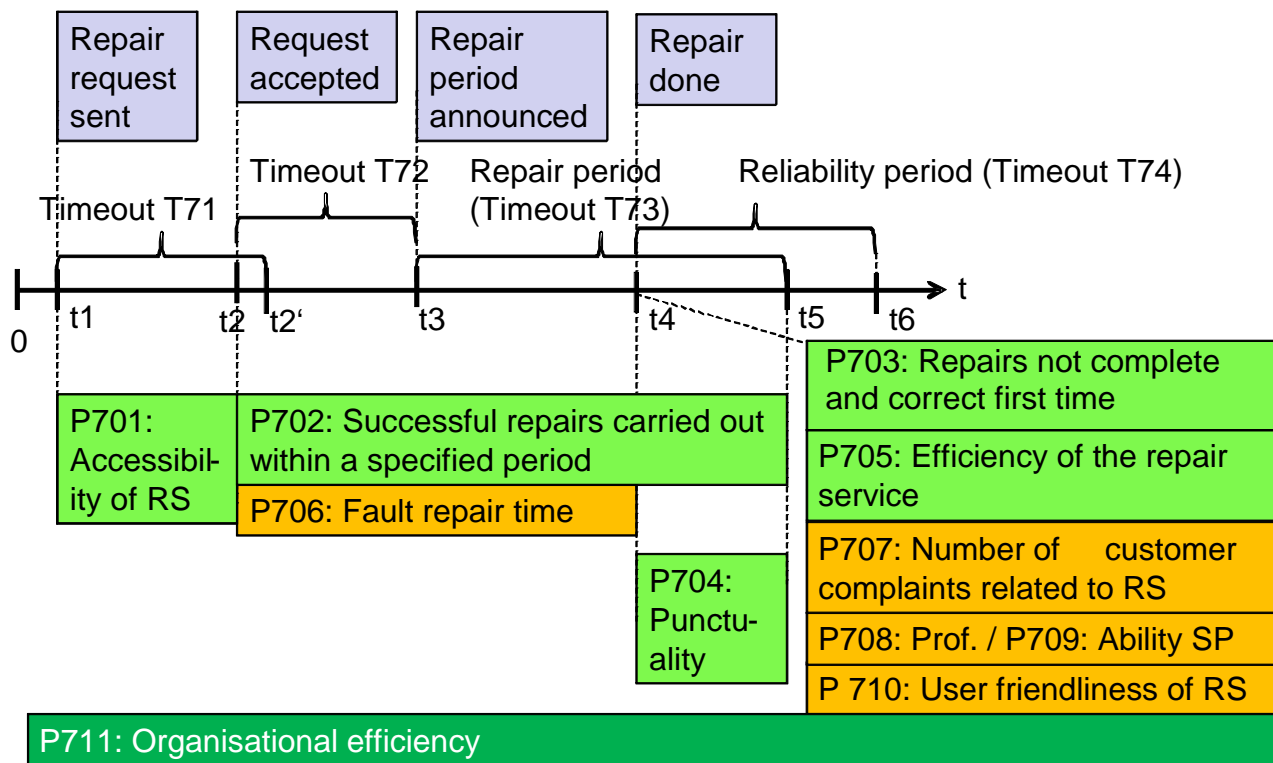 Repair
request
sent
Request
accepted
Repair
period
announced
Repair
done
Timeout T71
Timeout T72
Repair period
(Timeout T73)
Reliability period (Timeout T74)
0
t1
t2
t2‘
t3
t4
t5
t6
t
P701:
Accessibil-
ity of RS
P702: Successful repairs carried out
within a specified period
P706: Fault repair time
P704:
Punctu-
ality
P703: Repairs not complete
and correct first time
P705: Efficiency of the repair
service
P707: Number of customer
complaints related to RS
P708: Prof. / P709: Ability SP
P 710: User friendliness of RS
P711: Organisational efficiency